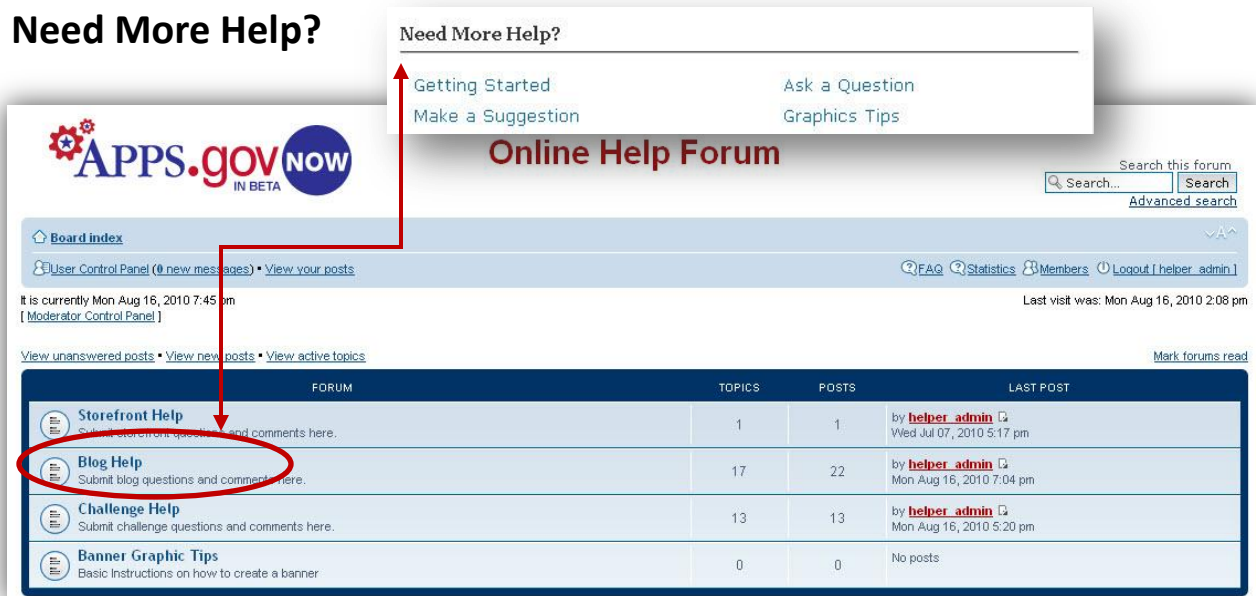 Need More Help?
Need More Help?
Getting Started Ask a Question
Make a Suggestion Graphics Tips
APPS.gov NOW
IN BETA
Online Help Forum
Search this forum
Search... Search
Advanced search
Board index
User Control Panel (0 new messages) • View your posts
FAQ Statistics Members Logout [ helper_admin ]
It is currently Mon Aug 16, 2010 7:45 pm
Last visit was: Mon Aug 16, 2010 2:08 pm
[ Moderator Control Panel ]
View unanswered posts • View new posts • View active topics
Mark forums read
FORUM TOPICS POSTS LAST POST
Storefront Help
Submit storefront questions and comments here.
1 1
by helper_admin
Wed Jul 07, 2010 5:17 pm
Blog Help
Submit blog questions and comments here.
17 22
by helper_admin
Mon Aug 16, 2010 7:04 pm
Challenge Help
Submit challenge questions and comments here.
13 13
by helper_admin
Mon Aug 16, 2010 5:20 pm
Banner Graphic Tips
Basic Instructions on how to create a banner
0 0
No posts